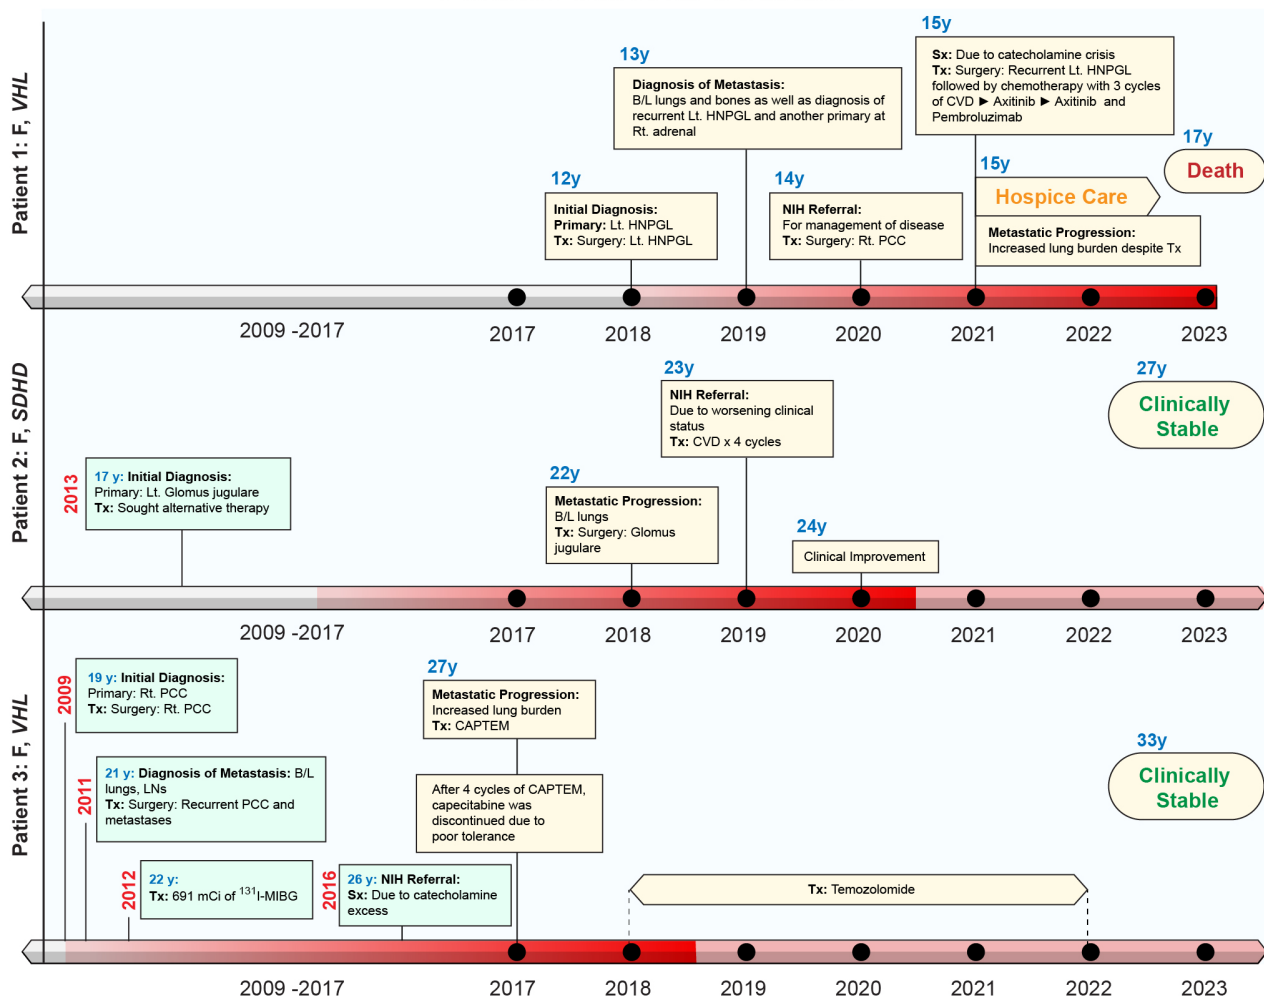 Patient 1: F, VHL
12y
Initial Diagnosis:
Primary: Lt. HNPGL
Tx: Surgery: Lt. HNPGL
13y
Diagnosis of Metastasis:
B/L lungs and bones as well as diagnosis of
recurrent Lt. HNPGL and another primary at
Rt. adrenal
14y
NIH Referral:
For management of disease
Tx: Surgery: Rt. PCC
15y
Sx: Due to catecholamine crisis
Tx: Surgery: Recurrent Lt. HNPGL
followed by chemotherapy with 3 cycles
of CVD ► Axitinib ► Axitinib and
Pembroluzimab
15y
Hospice Care
Metastatic Progression:
Increased lung burden despite Tx
17y
Death
2009 -2017
2017
2018
2019
2020
2021
2022
2023
Patient 2: F, SDHD
2013
17 y: Initial Diagnosis:
Primary: Lt. Glomus jugulare
Tx: Sought alternative therapy
22y
Metastatic Progression:
B/L lungs
Tx: Surgery: Glomus
jugulare
23y
NIH Referral:
Due to worsening clinical
status
Tx: CVD x 4 cycles
24y
Clinical Improvement
27y
Clinically
Stable
2009 -2017
2017
2018
2019
2020
2021
2022
2023
Patient 3: F, VHL
2009
19 y: Initial Diagnosis:
Primary: Rt. PCC
Tx: Surgery: Rt. PCC
2011
21 y: Diagnosis of Metastasis: B/L
lungs, LNs
Tx: Surgery: Recurrent PCC and
metastases
2012
22 y:
Tx: 691 mCi of ¹³¹I-MIBG
2016
26 y: NIH Referral:
Sx: Due to catecholamine
excess
27y
Metastatic Progression:
Increased lung burden
Tx: CAPTEM
After 4 cycles of CAPTEM,
capecitabine was
discontinued due to
poor tolerance
Tx: Temozolomide
33y
Clinically
Stable
2009 -2017
2017
2018
2019
2020
2021
2022
2023